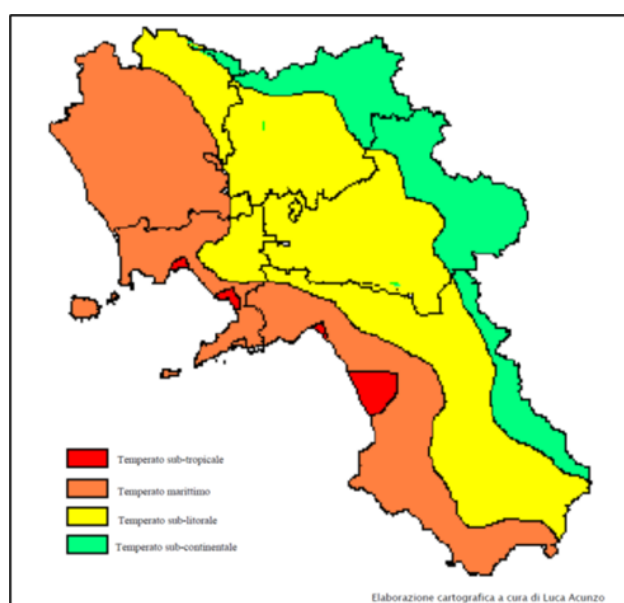 Temperato sub-tropicale
Temperato marittimo
Temperato sub-litorale
Temperato sub-continentale
Elaborazione cartografica a cura di Luca Acunzo